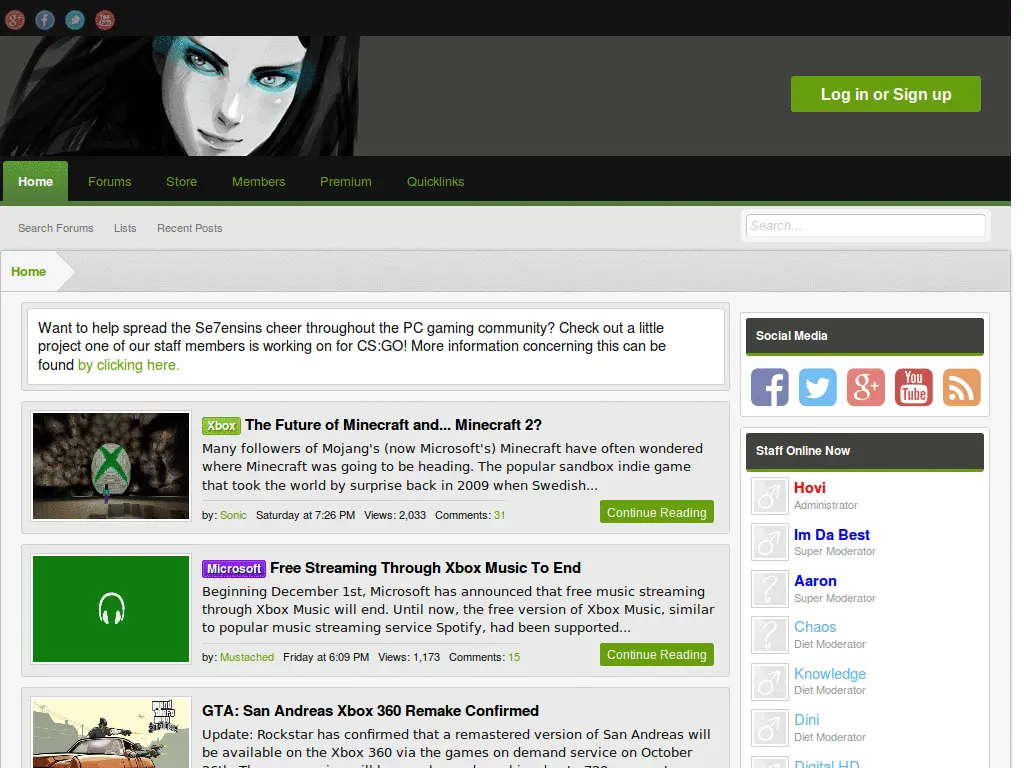 Log in or Sign up
Home Forums Store Members Premium Quicklinks
Search Forums Lists Recent Posts
Search...
Home
Want to help spread the Se7ensins cheer throughout the PC gaming community? Check out a little
project one of our staff members is working on for CS:GO! More information concerning this can be
found by clicking here.
Xbox The Future of Minecraft and... Minecraft 2?
Many followers of Mojang's (now Microsoft's) Minecraft have often wondered
where Minecraft was going to be heading. The popular sandbox indie game
that took the world by surprise back in 2009 when Swedish...
by: Sonic Saturday at 7:26 PM Views: 2,033 Comments: 31
Continue Reading
Microsoft Free Streaming Through Xbox Music To End
Beginning December 1st, Microsoft has announced that free music streaming
through Xbox Music will end. Until now, the free version of Xbox Music, similar
to popular music streaming service Spotify, had been supported...
by: Mustached Friday at 6:09 PM Views: 1,173 Comments: 15
Continue Reading
grand
theft
auto
GTA: San Andreas Xbox 360 Remake Confirmed
Update: Rockstar has confirmed that a remastered version of San Andreas will
be available on the Xbox 360 via the games on demand service on October
Social Media
You
Tube
Staff Online Now
Hovi
Administrator
Im Da Best
Super Moderator
Aaron
Super Moderator
Chaos
Diet Moderator
Knowledge
Diet Moderator
Dini
Diet Moderator
Digital HD